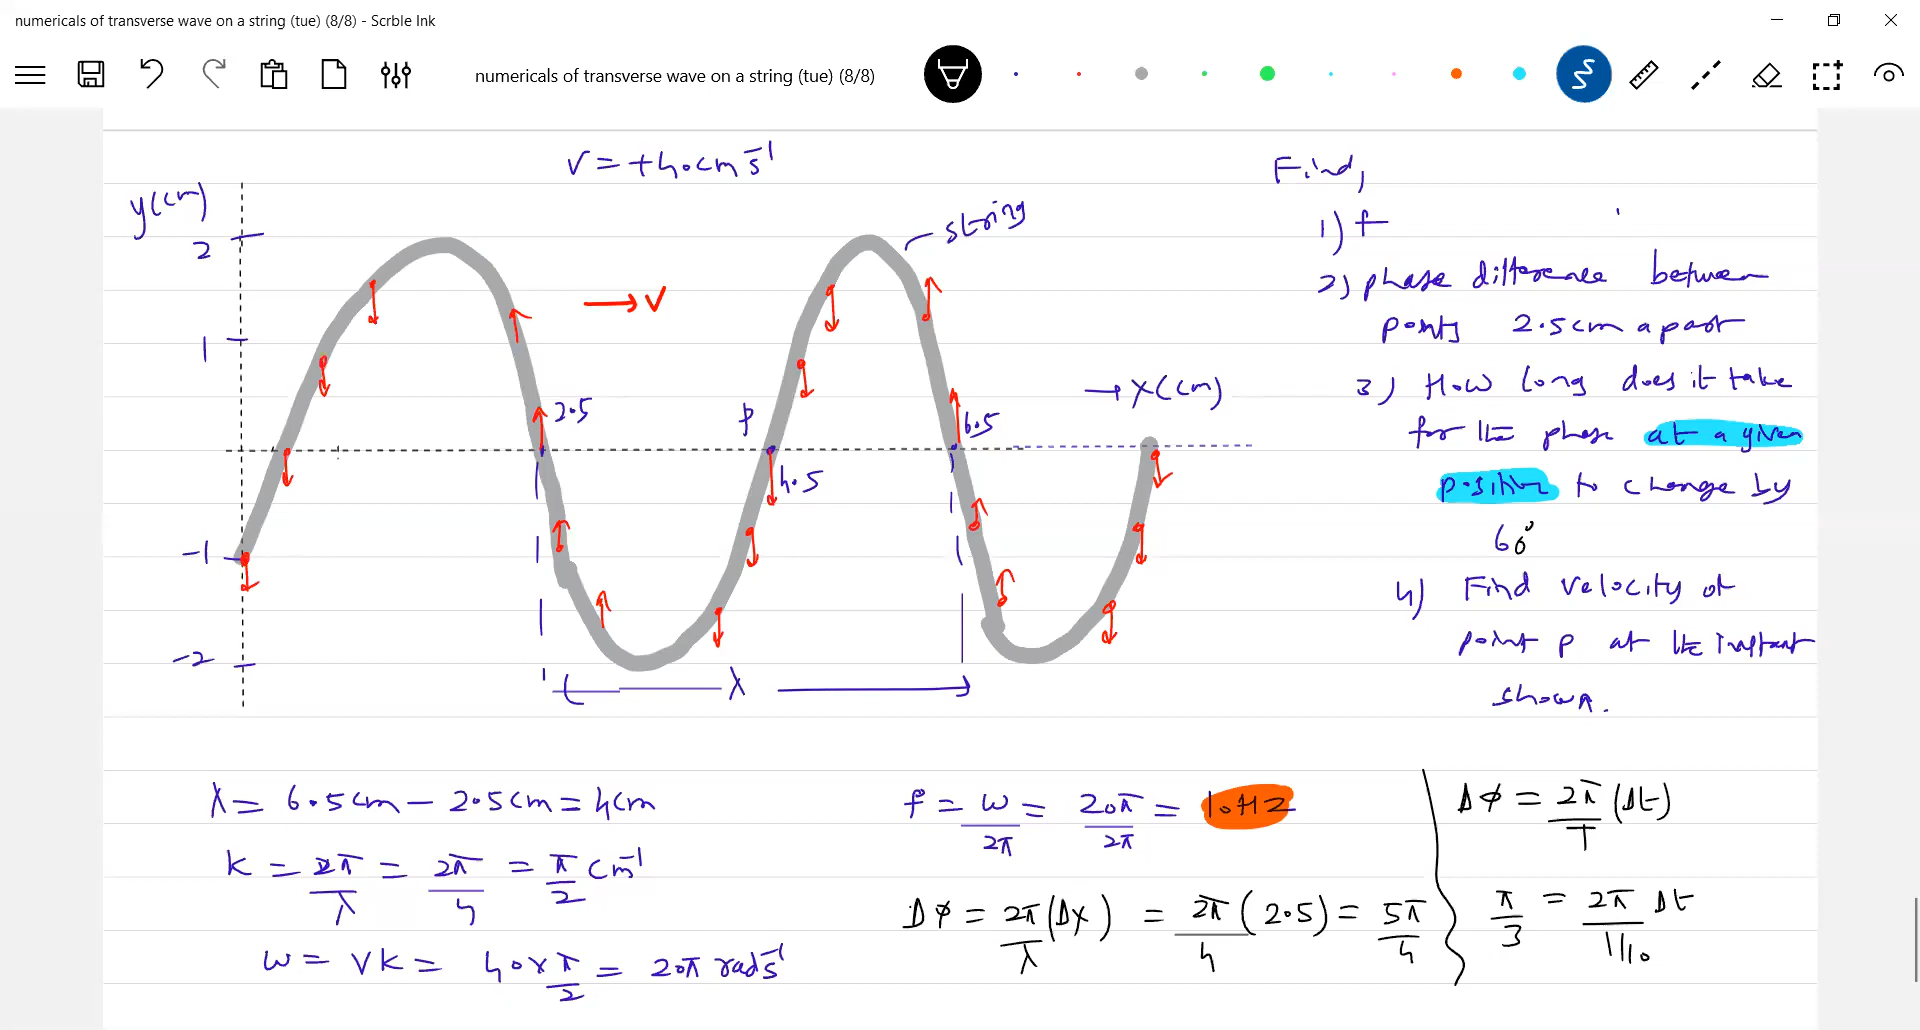 numericals of transverse wave on a string (tue) (8/8) - Scrble Ink
numericals of transverse wave on a string (tue) (8/8)
v = +40cm s⁻¹
Find,
y(cm)
2
string
1) f
→ V
2) phase difference between
points 2.5cm apart
1
→ x(cm)
3) How long does it take
2.5
P
6.5
for the phase at a given
4.5
position to change by
60°
-1
4) Find velocity of
point P at the instant
-2
λ
shown.
λ = 6.5cm - 2.5cm = 4cm
k = 2π/λ = 2π/4 = π/2 cm⁻¹
ω = vk = 40 x π/2 = 20π rad s⁻¹
f = ω/2π = 20π/2π = 10Hz
Δφ = 2π/λ (Δx) = 2π/4 (2.5) = 5π/4
Δφ = 2π/T (Δt)
π/3 = 2π/1/10 Δt